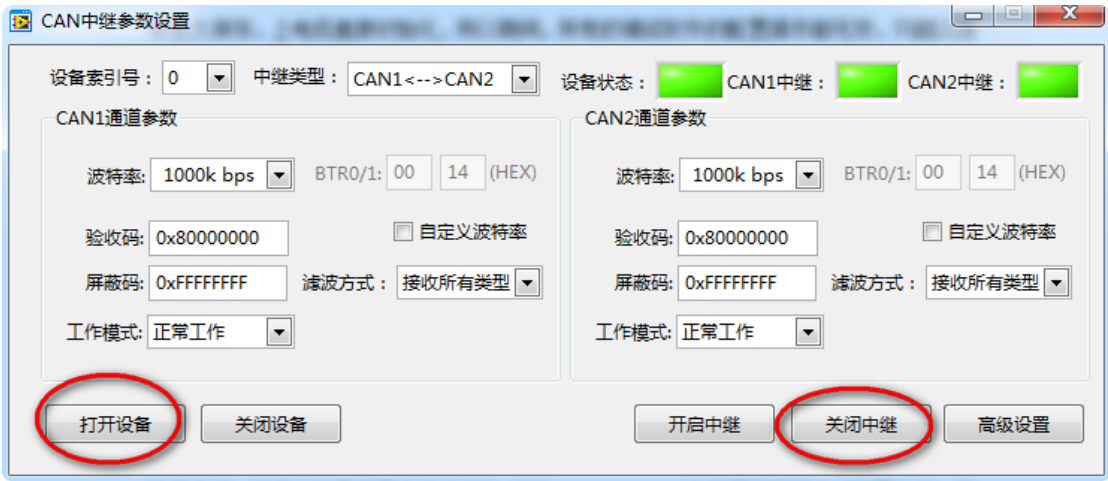 CAN中继参数设置
设备索引号： 0 中继类型： CAN1<-->CAN2 设备状态： CAN1中继： CAN2中继：
CAN1通道参数 CAN2通道参数
波特率: 1000k bps BTR0/1: 00 14 (HEX) 波特率: 1000k bps BTR0/1: 00 14 (HEX)
验收码: 0x80000000 自定义波特率 验收码: 0x80000000 自定义波特率
屏蔽码: 0xFFFFFFFF 滤波方式： 接收所有类型 屏蔽码: 0xFFFFFFFF 滤波方式： 接收所有类型
工作模式: 正常工作 工作模式: 正常工作
打开设备 关闭设备 开启中继 关闭中继 高级设置